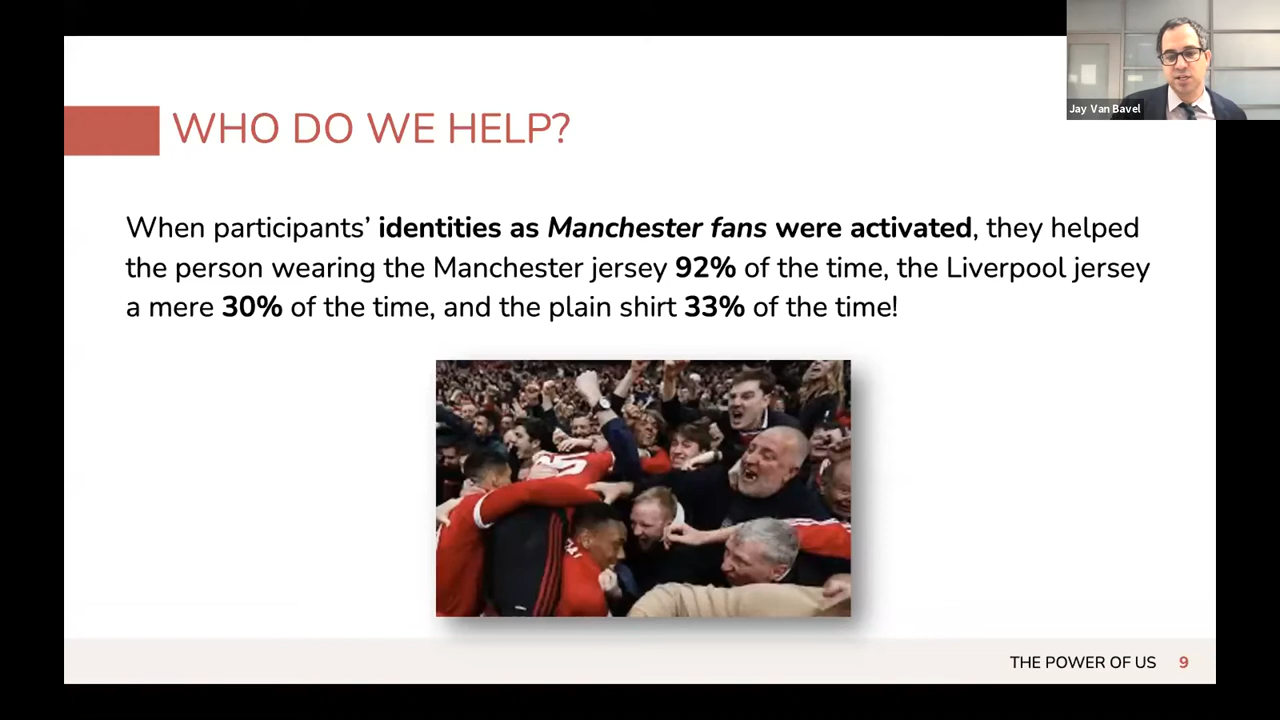 Jay Van Bavel
WHO DO WE HELP?
When participants’ identities as Manchester fans were activated, they helped
the person wearing the Manchester jersey 92% of the time, the Liverpool jersey
a mere 30% of the time, and the plain shirt 33% of the time!
THE POWER OF US 9